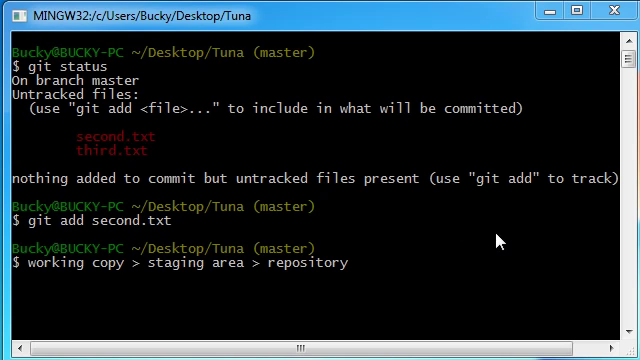 MINGW32:/c/Users/Bucky/Desktop/Tuna
Bucky@BUCKY-PC ~/Desktop/Tuna (master)
$ git status
On branch master
Untracked files:
(use "git add <file>..." to include in what will be committed)
second.txt
third.txt
nothing added to commit but untracked files present (use "git add" to track)
Bucky@BUCKY-PC ~/Desktop/Tuna (master)
$ git add second.txt
Bucky@BUCKY-PC ~/Desktop/Tuna (master)
$ working copy > staging area > repository